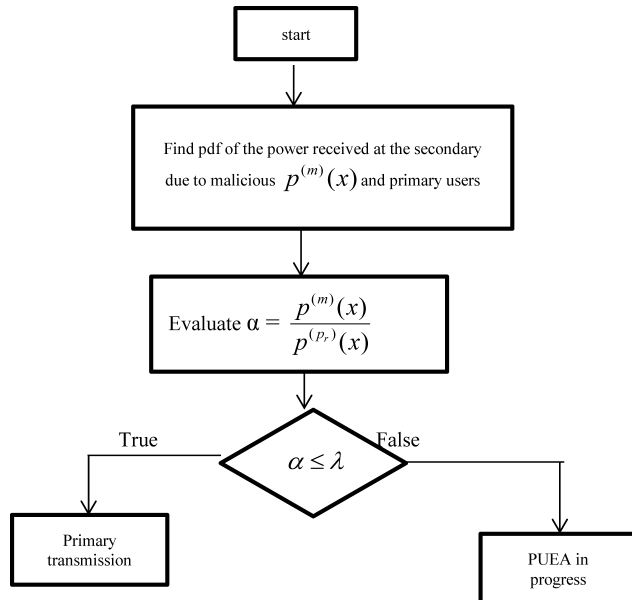 start
Find pdf of the power received at the secondary
due to malicious p^{(m)}(x) and primary users
Evaluate α = \frac{p^{(m)}(x)}{p^{(p_r)}(x)}
True
False
α ≤ λ
Primary
transmission
PUEA in
progress